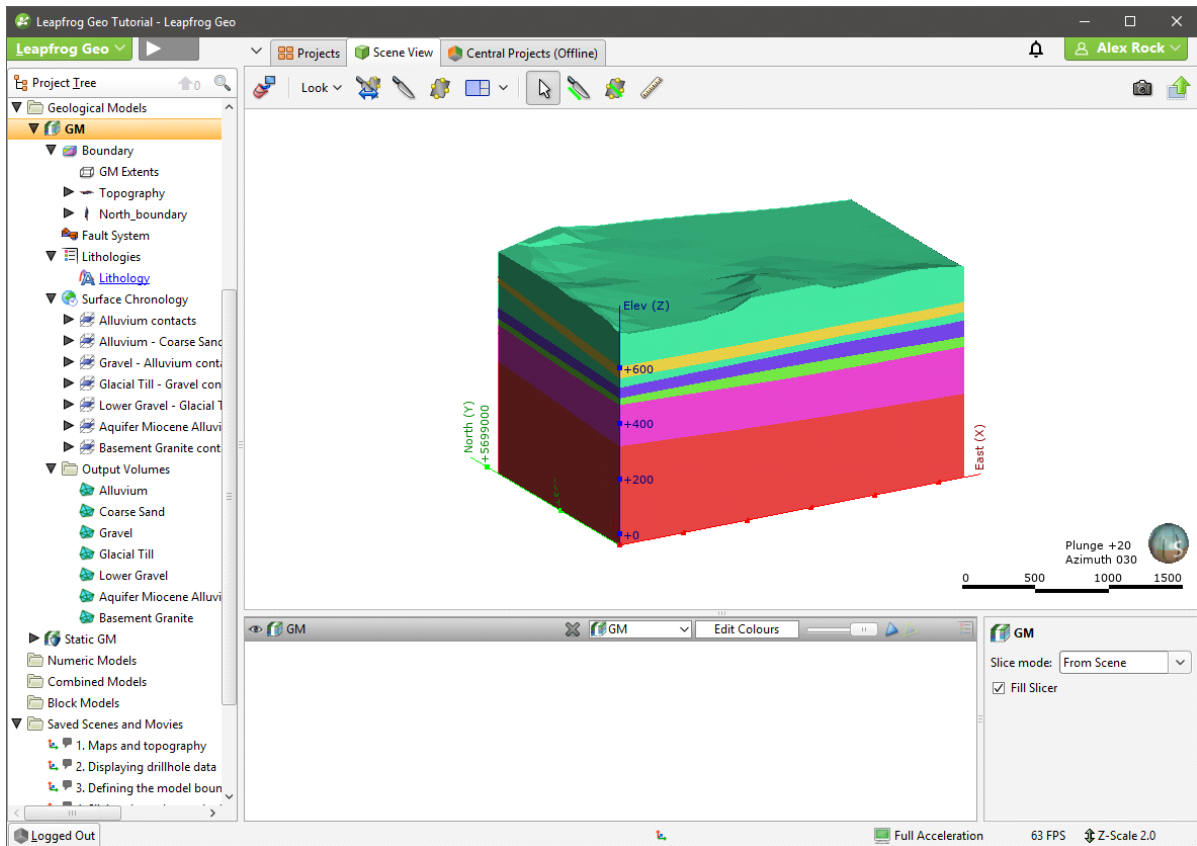 Leapfrog Geo Tutorial - Leapfrog Geo
Leapfrog Geo
Projects
Scene View
Central Projects (Offline)
Alex Rock
Project Tree
0
Look
Geological Models
GM
Boundary
GM Extents
Topography
North_boundary
Fault System
Lithologies
Lithology
Surface Chronology
Alluvium contacts
Alluvium - Coarse Sand
Gravel - Alluvium cont
Glacial Till - Gravel con
Lower Gravel - Glacial T
Aquifer Miocene Alluvi
Basement Granite cont
Output Volumes
Alluvium
Coarse Sand
Gravel
Glacial Till
Lower Gravel
Aquifer Miocene Alluvi
Basement Granite
Static GM
Numeric Models
Combined Models
Block Models
Saved Scenes and Movies
1. Maps and topography
2. Displaying drillhole data
3. Defining the model boun
Elev (Z)
+600
+400
+200
+0
North (Y)
+5699000
East (X)
Plunge +20
Azimuth 030
S
0 500 1000 1500
GM
GM
Edit Colours
GM
Slice mode: From Scene
Fill Slicer
Logged Out
Full Acceleration
63 FPS
Z-Scale 2.0